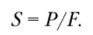 S = P/F.